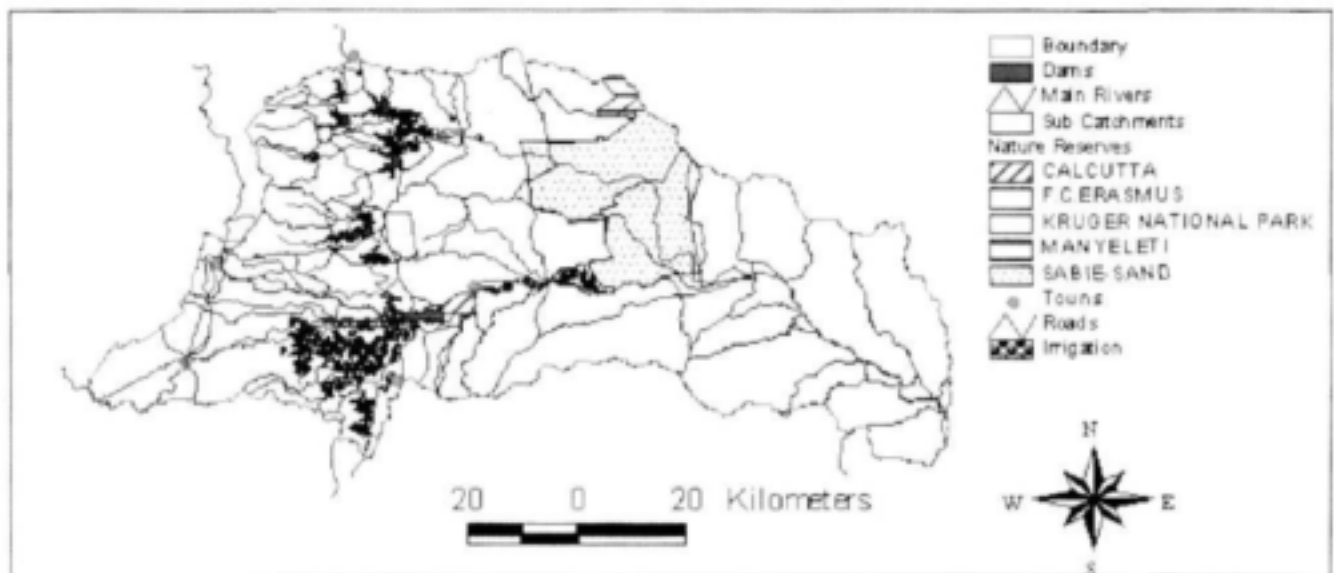 Boundary
Dams
Main Rivers
Sub Catchments
Nature Reserves
CALCUTTA
F.C.ERASMUS
KRUGER NATIONAL PARK
MANYELETI
SABIE-SAND
Towns
Roads
Irrigation
N
W E
S
20 0 20 Kilometers